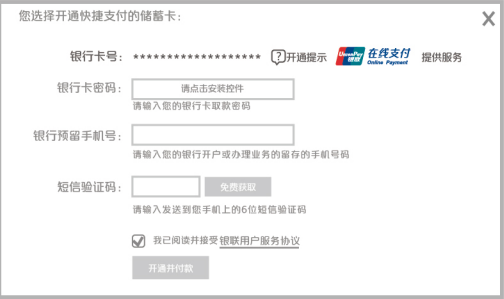 您选择开通快捷支付的储蓄卡：
X
银行卡号： ******************* ?开通提示 UnionPay 银联 在线支付 Online Payment 提供服务
银行卡密码： 请点击安装控件
请输入您的银行卡取款密码
银行预留手机号：
请输入您的银行开户或办理业务的留存的手机号码
短信验证码： 免费获取
请输入发送到您手机上的6位短信验证码
我已阅读并接受银联用户服务协议
开通并付款